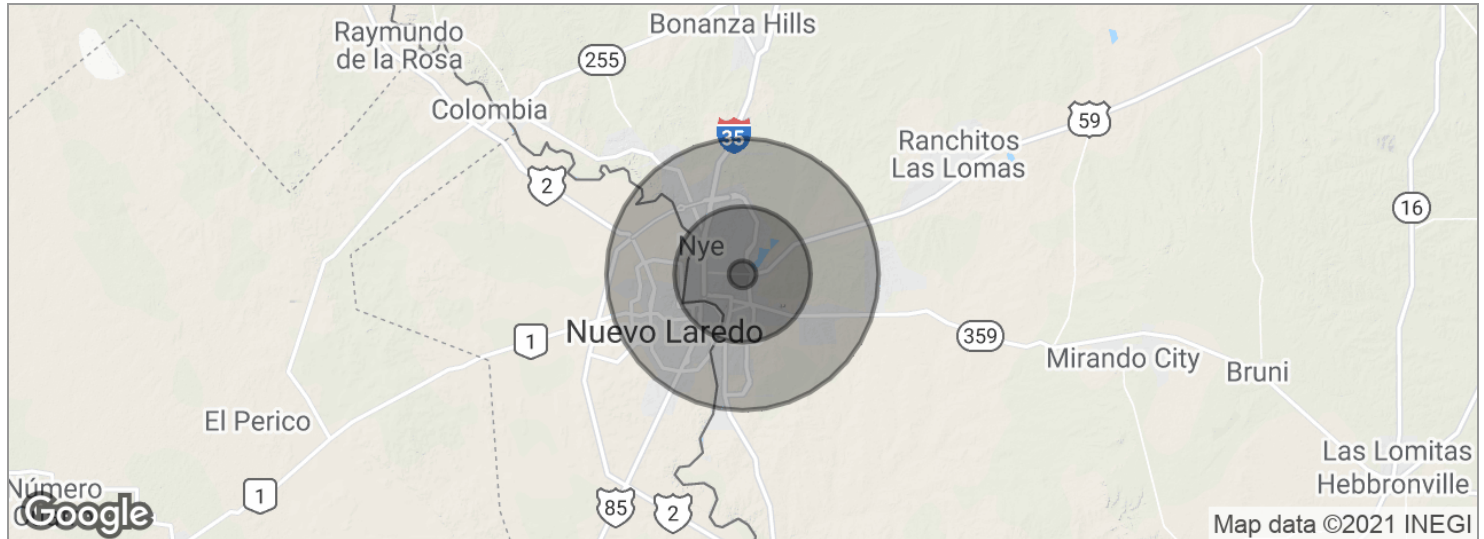 Bonanza Hills
Raymundo
de la Rosa
255
Colombia
59
35
Ranchitos
Las Lomas
2
16
Nye
Nuevo Laredo
1
359
Mirando City
Bruni
El Perico
Las Lomitas
Hebbronville
1
Número
85
2
Google
Map data ©2021 INEGI